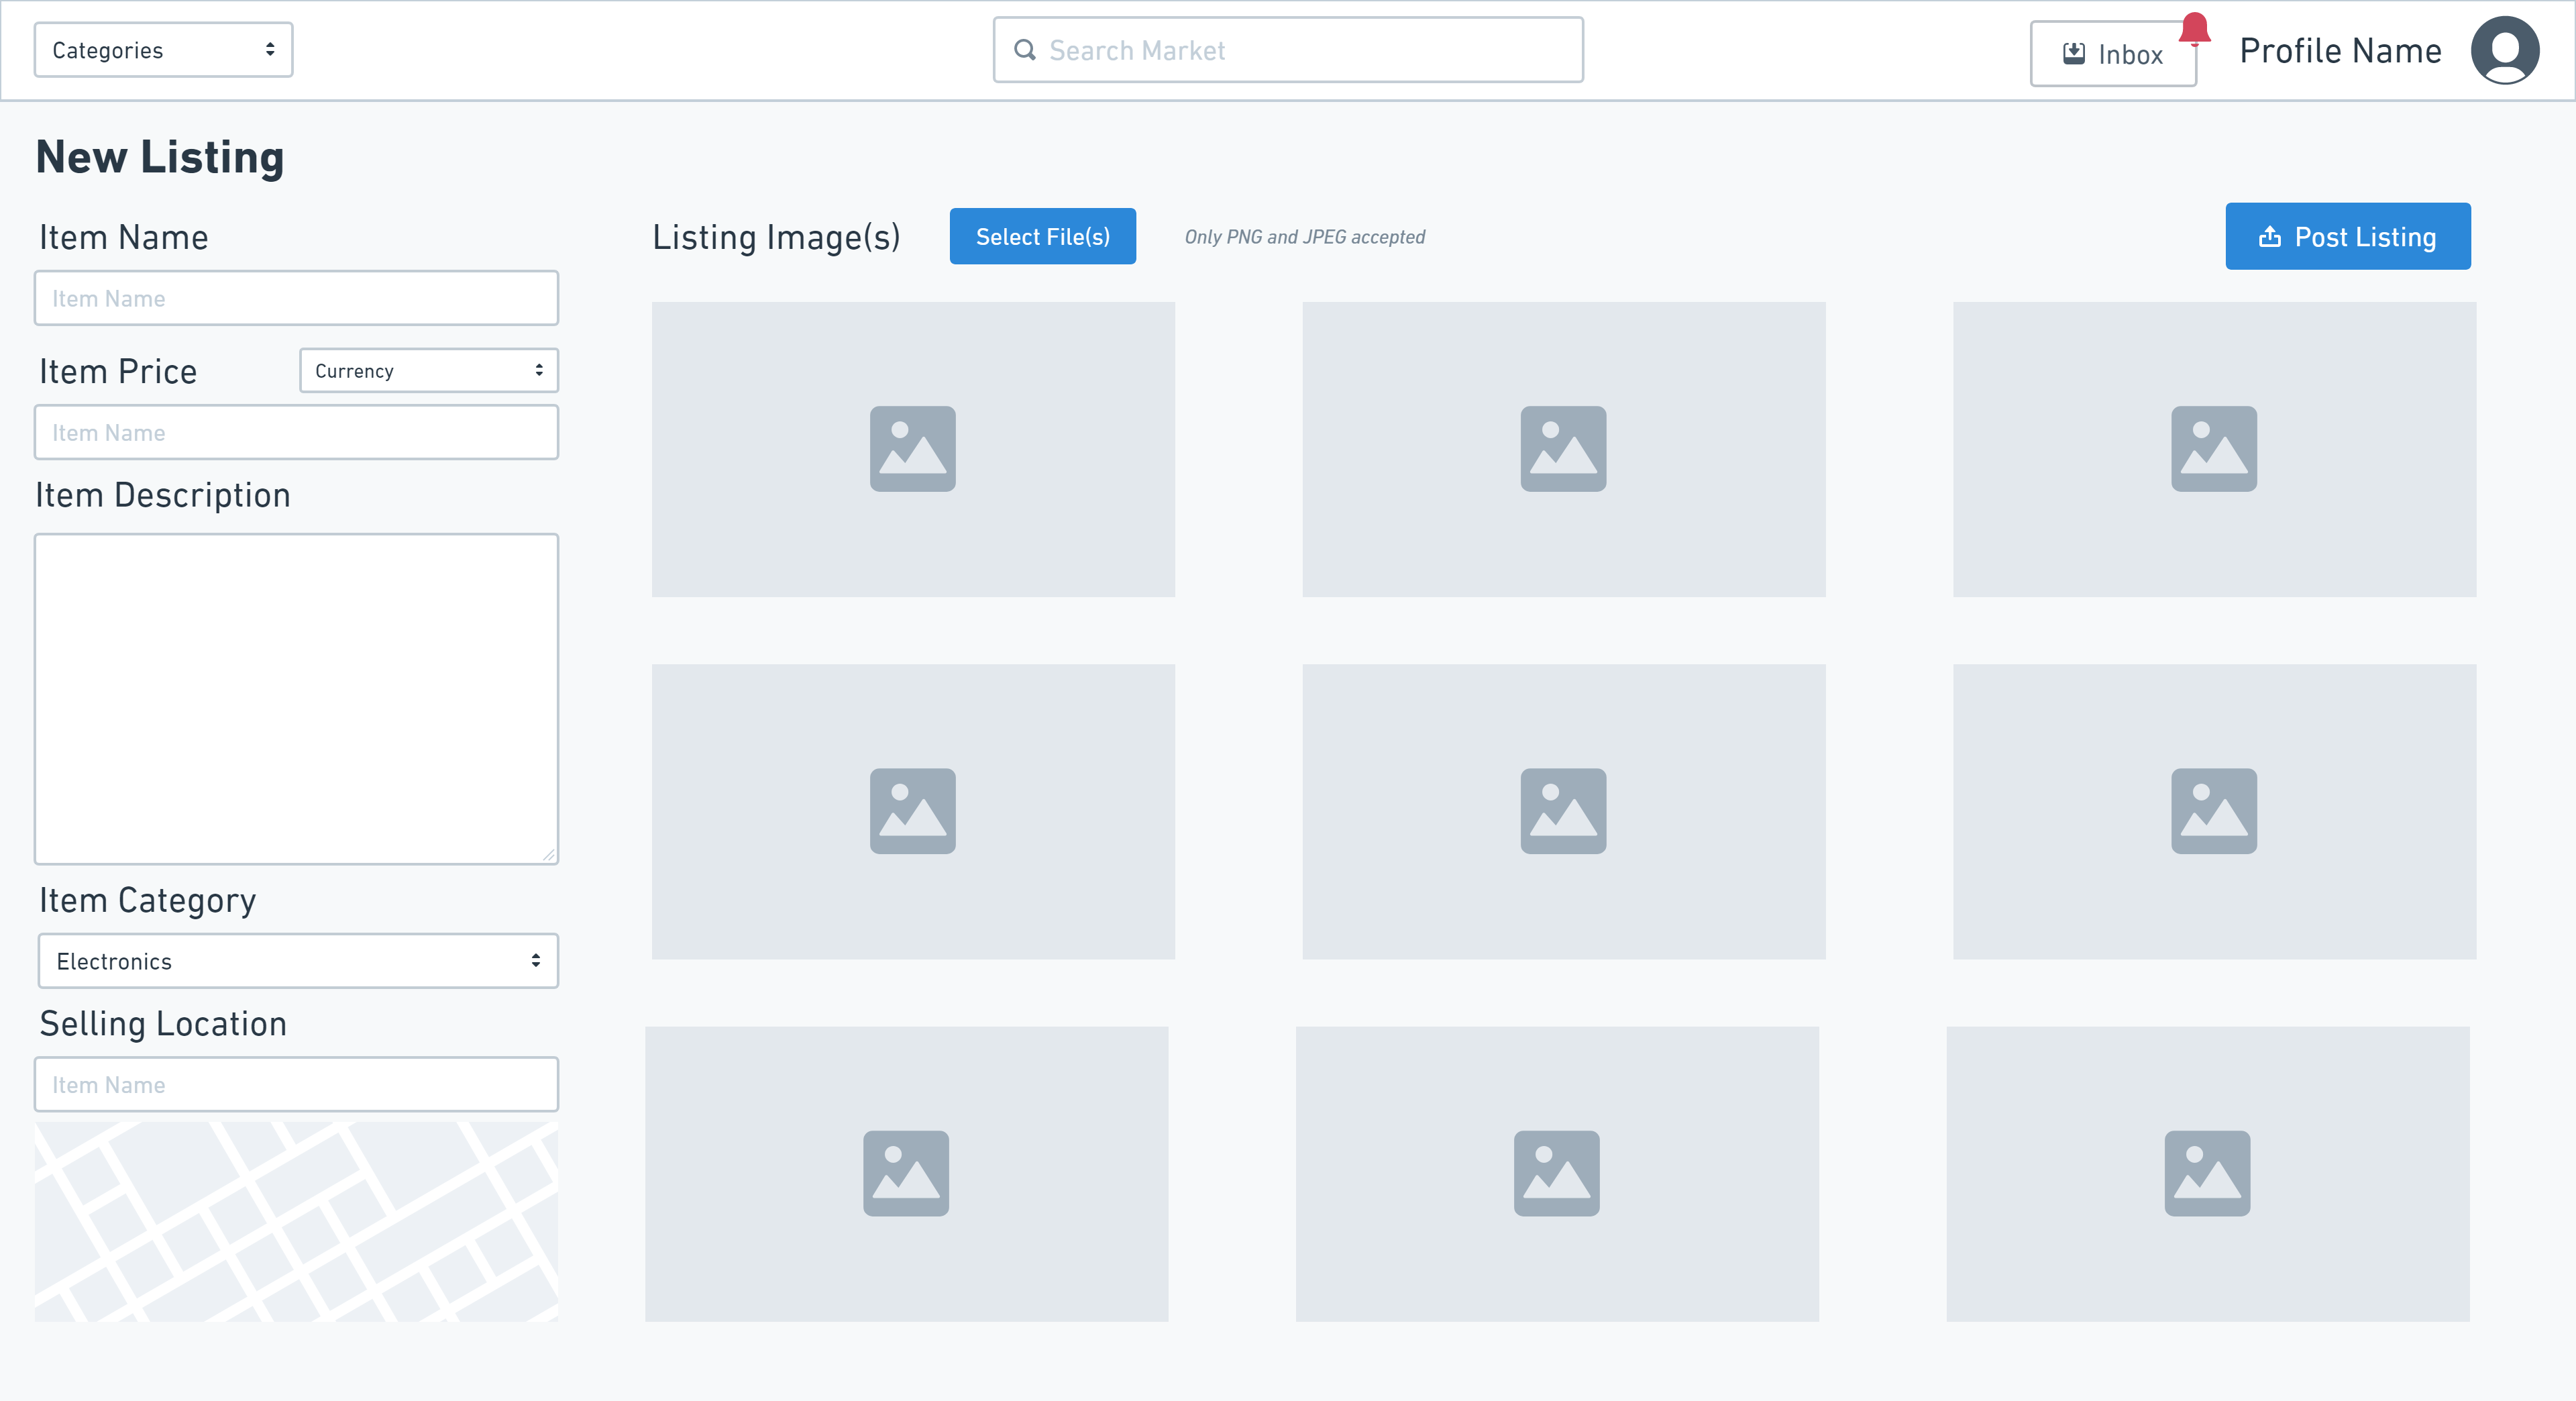 Categories
Search Market
Inbox
Profile Name
New Listing
Item Name
Item Name
Item Price
Currency
Item Name
Item Description
Item Category
Electronics
Selling Location
Item Name
Listing Image(s)
Select File(s)
Only PNG and JPEG accepted
Post Listing